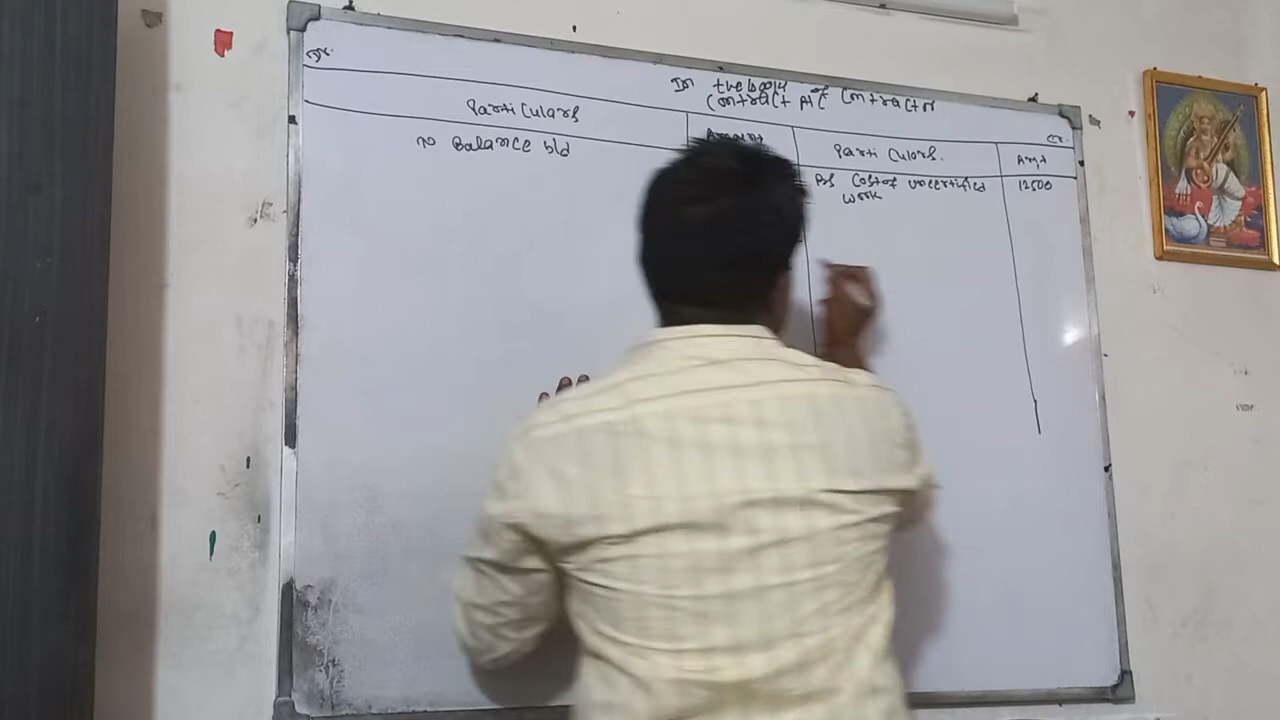 Dr.
In the books of Contractor
Contract A/c
Cr.
Particulars
Amount
Particulars.
Amt
To Balance b/d
By Cost of uncertified
work
12500